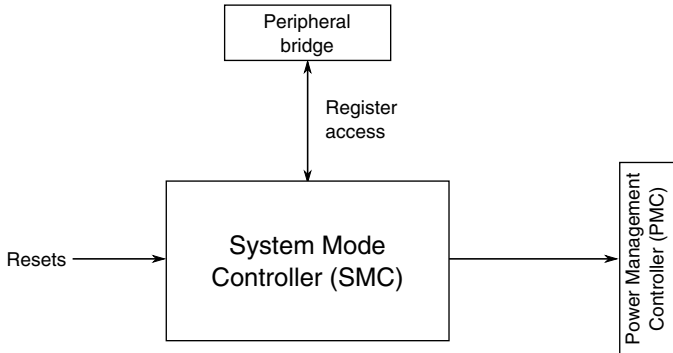 Peripheral
bridge
Register
access
System Mode
Controller (SMC)
Resets
Power Management
Controller (PMC)